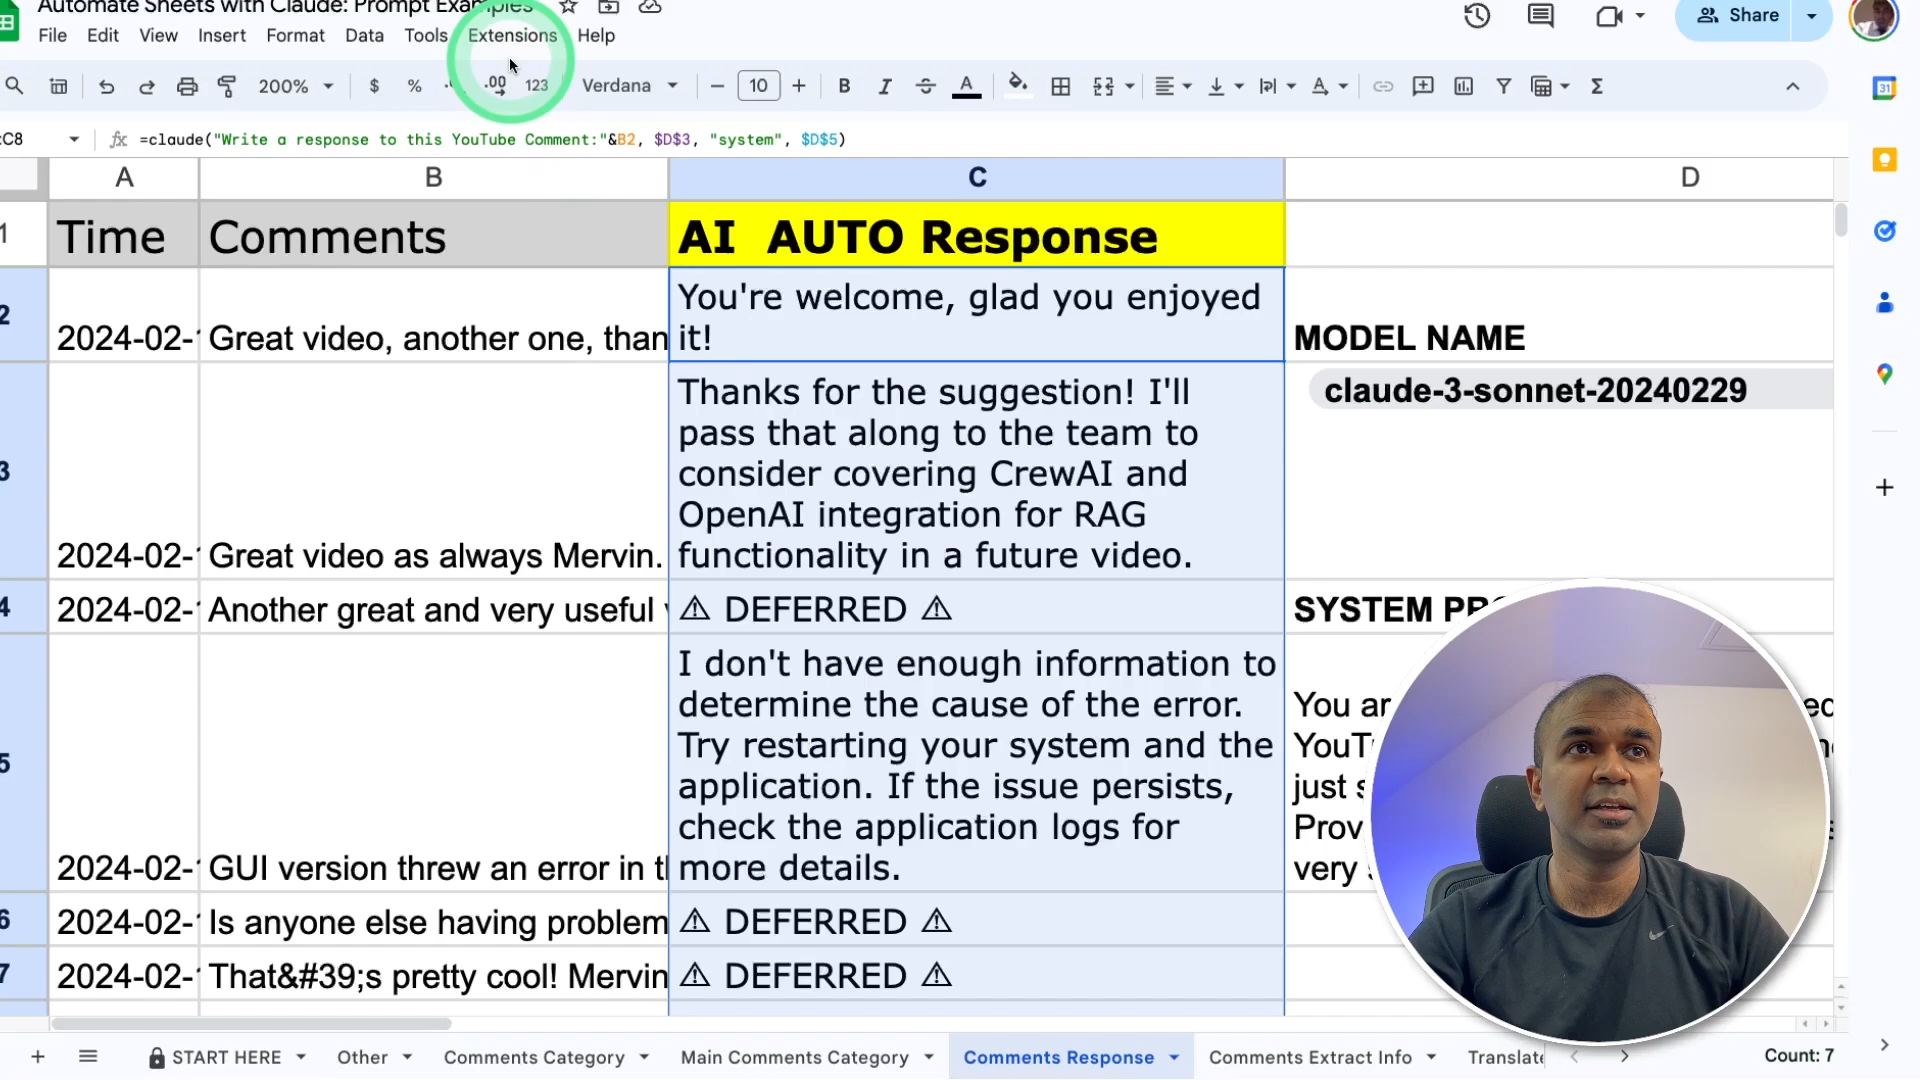 Automate Sheets with Claude: Prompt Examples
File Edit View Insert Format Data Tools Extensions Help
Share
200% $ % .00 123 Verdana 10 B I A Σ
31
C8 fx =claude("Write a response to this YouTube Comment:"&B2, $D$3, "system", $D$5)
A B C D
1 Time Comments AI AUTO Response
2 2024-02- Great video, another one, than
You're welcome, glad you enjoyed
it!
MODEL NAME
3 2024-02- Great video as always Mervin.
Thanks for the suggestion! I'll
pass that along to the team to
consider covering CrewAI and
OpenAI integration for RAG
functionality in a future video.
claude-3-sonnet-20240229
4 2024-02- Another great and very useful
⚠ DEFERRED ⚠
SYSTEM
5 2024-02- GUI version threw an error in
I don't have enough information to
determine the cause of the error.
Try restarting your system and the
application. If the issue persists,
check the application logs for
more details.
You
just
very
6 2024-02- Is anyone else having problem
⚠ DEFERRED ⚠
7 2024-02- That&#39;s pretty cool! Mervin
⚠ DEFERRED ⚠
START HERE Other Comments Category Main Comments Category Comments Response Comments Extract Info Translate Count: 7